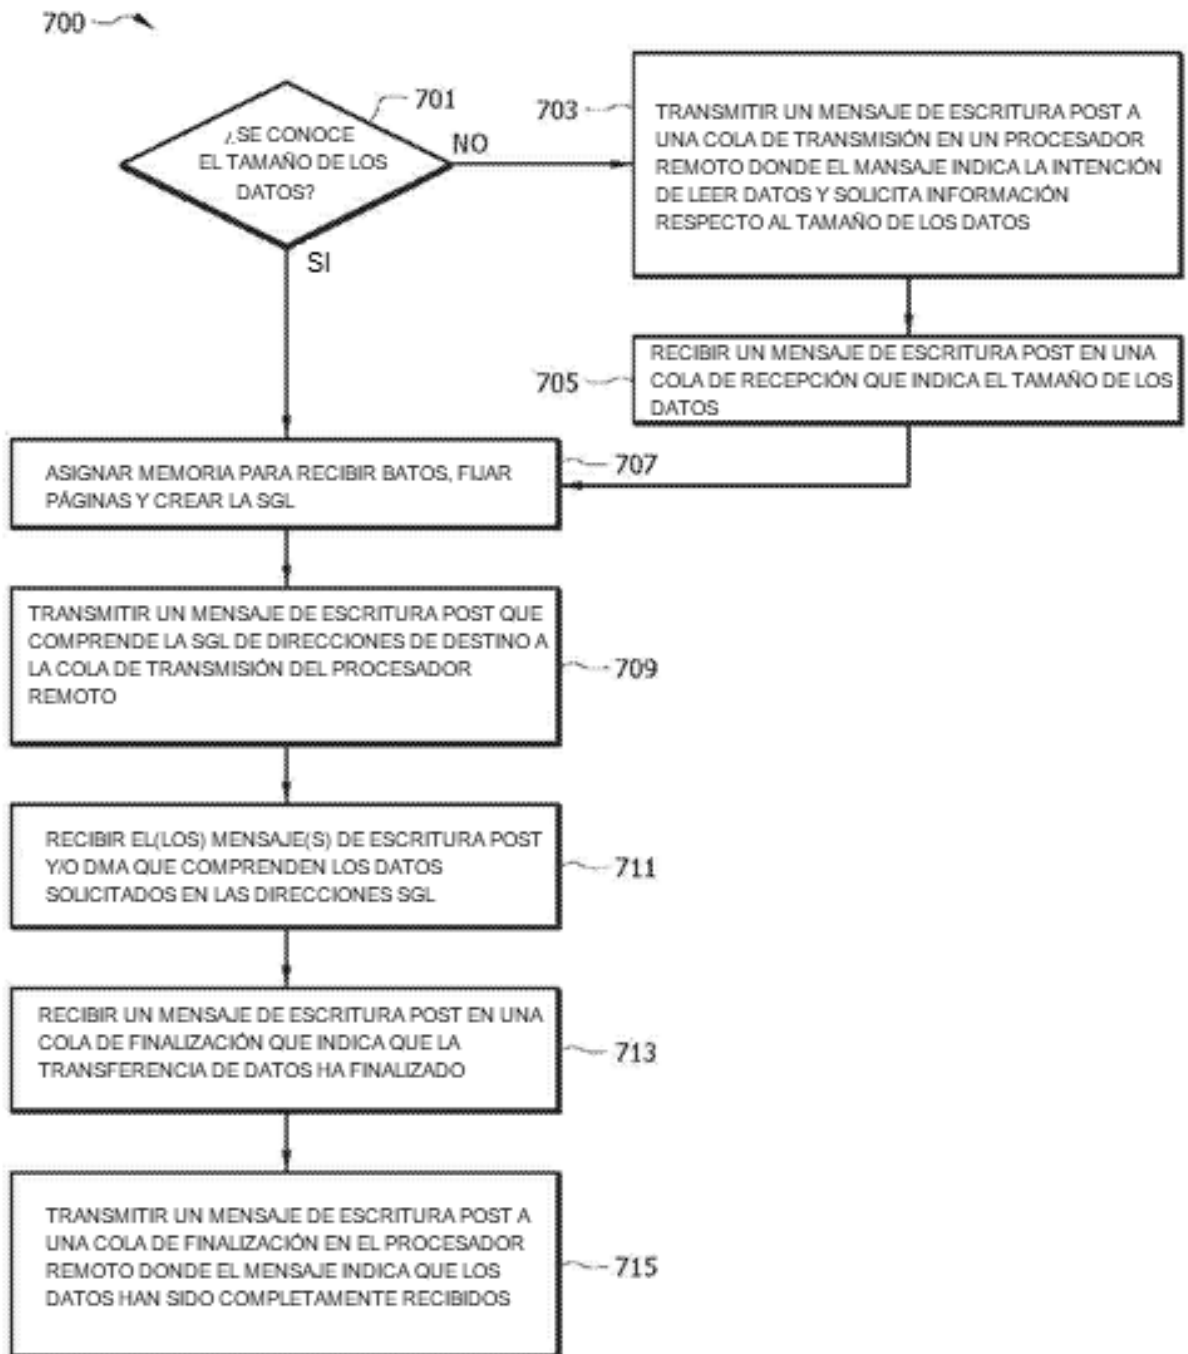 700
701
¿SE CONOCE
EL TAMAÑO DE LOS
DATOS?
NO
SI
703
TRANSMITIR UN MENSAJE DE ESCRITURA POST A
UNA COLA DE TRANSMISIÓN EN UN PROCESADOR
REMOTO DONDE EL MANSAJE INDICA LA INTENCIÓN
DE LEER DATOS Y SOLICITA INFORMACIÓN
RESPECTO AL TAMAÑO DE LOS DATOS
705
RECIBIR UN MENSAJE DE ESCRITURA POST EN UNA
COLA DE RECEPCIÓN QUE INDICA EL TAMAÑO DE LOS
DATOS
707
ASIGNAR MEMORIA PARA RECIBIR BATOS, FIJAR
PÁGINAS Y CREAR LA SGL
TRANSMITIR UN MENSAJE DE ESCRITURA POST QUE
COMPRENDE LA SGL DE DIRECCIONES DE DESTINO A
LA COLA DE TRANSMISIÓN DEL PROCESADOR
REMOTO
709
RECIBIR EL(LOS) MENSAJE(S) DE ESCRITURA POST
Y/O DMA QUE COMPRENDEN LOS DATOS
SOLICITADOS EN LAS DIRECCIONES SGL
711
RECIBIR UN MENSAJE DE ESCRITURA POST EN UNA
COLA DE FINALIZACIÓN QUE INDICA QUE LA
TRANSFERENCIA DE DATOS HA FINALIZADO
713
TRANSMITIR UN MENSAJE DE ESCRITURA POST A
UNA COLA DE FINALIZACIÓN EN EL PROCESADOR
REMOTO DONDE EL MENSAJE INDICA QUE LOS
DATOS HAN SIDO COMPLETAMENTE RECIBIDOS
715